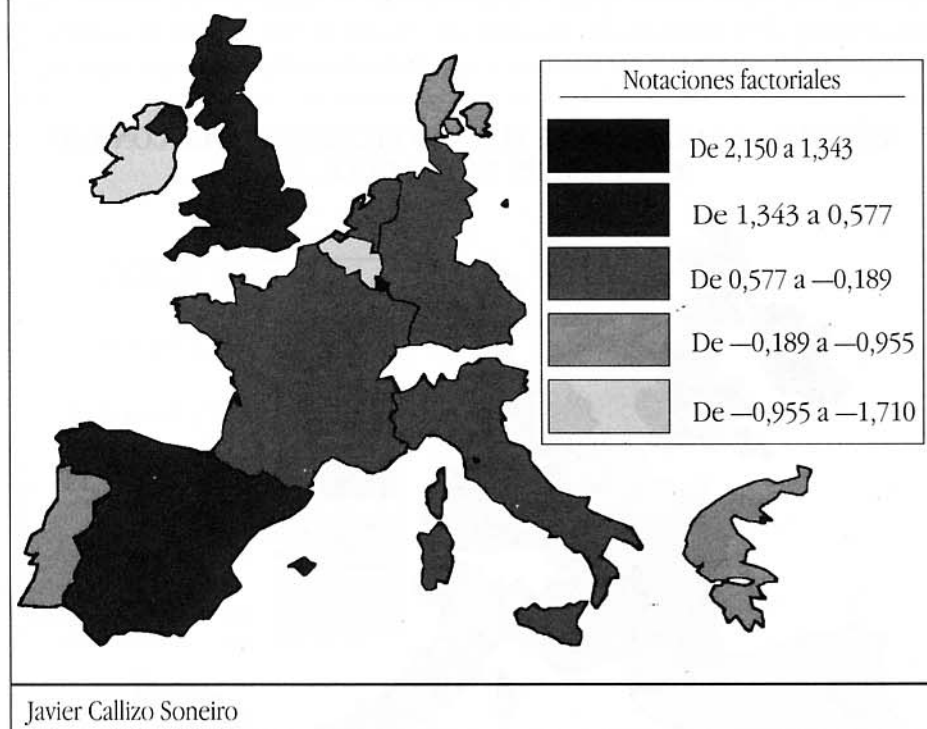 Notaciones factoriales
De 2,150 a 1,343
De 1,343 a 0,577
De 0,577 a —0,189
De —0,189 a —0,955
De —0,955 a —1,710
Javier Callizo Soneiro